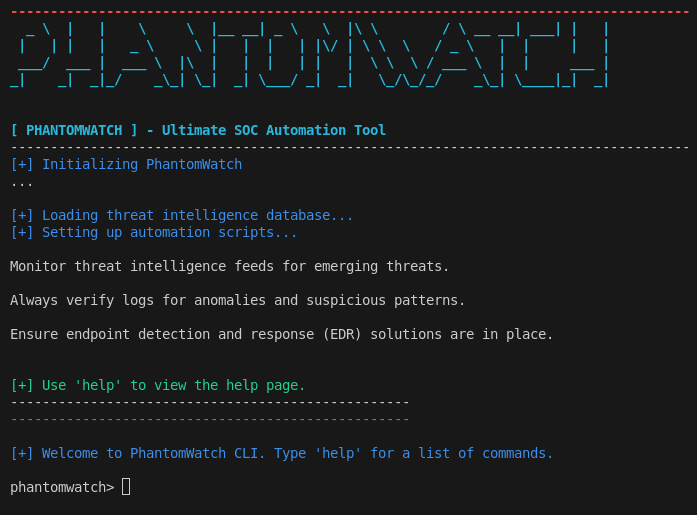 --------------------------------------------------------------------------------
PHANTOMWATCH
[ PHANTOMWATCH ] - Ultimate SOC Automation Tool
-------------------------------------------------------------------------------------
[+] Initializing PhantomWatch
...
[+] Loading threat intelligence database...
[+] Setting up automation scripts...
Monitor threat intelligence feeds for emerging threats.
Always verify logs for anomalies and suspicious patterns.
Ensure endpoint detection and response (EDR) solutions are in place.
[+] Use 'help' to view the help page.
--------------------------------------------------
--------------------------------------------------
[+] Welcome to PhantomWatch CLI. Type 'help' for a list of commands.
phantomwatch>